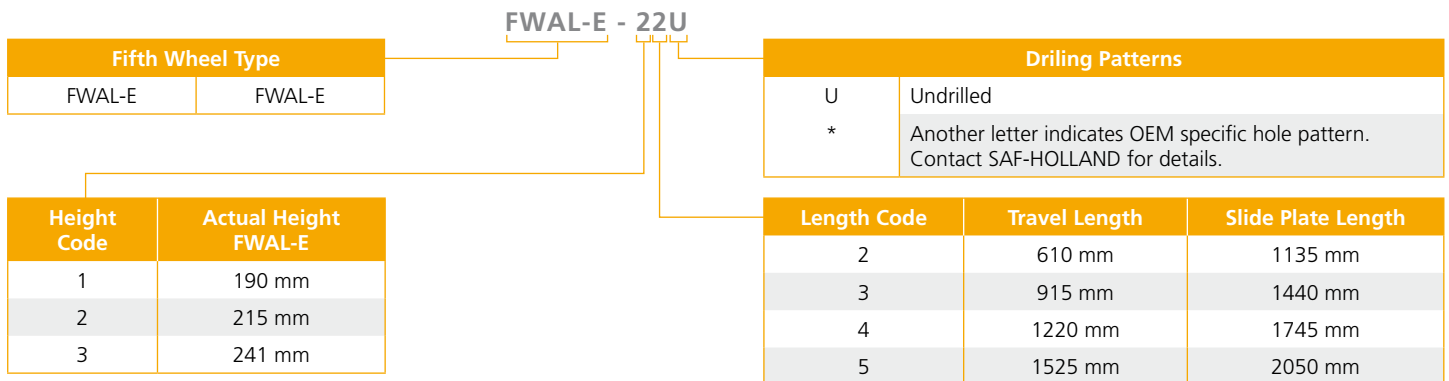 FWAL-E - 22U
Fifth Wheel Type
FWAL-E FWAL-E
Driling Patterns
U Undrilled
* Another letter indicates OEM specific hole pattern.
Contact SAF-HOLLAND for details.
Height Code Actual Height FWAL-E
1 190 mm
2 215 mm
3 241 mm
Length Code Travel Length Slide Plate Length
2 610 mm 1135 mm
3 915 mm 1440 mm
4 1220 mm 1745 mm
5 1525 mm 2050 mm